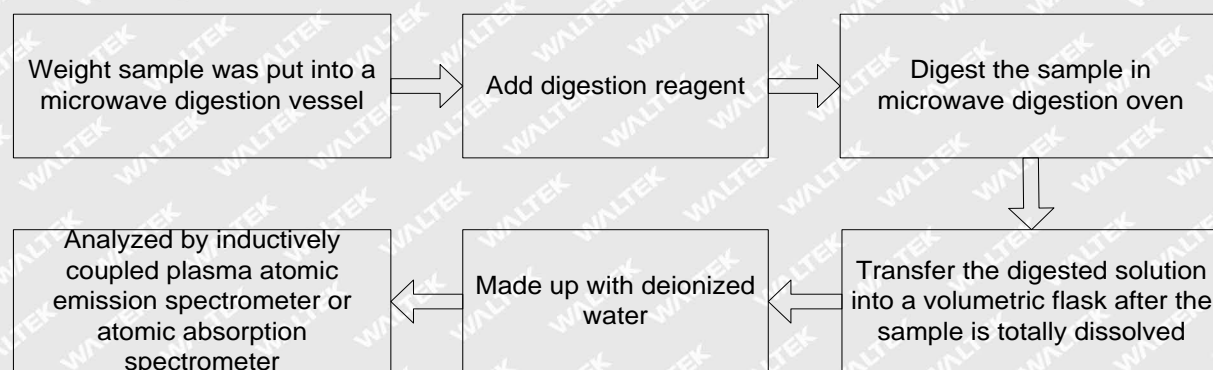 Weight sample was put into a
microwave digestion vessel
Add digestion reagent
Digest the sample in
microwave digestion oven
Transfer the digested solution
into a volumetric flask after the
sample is totally dissolved
Made up with deionized
water
Analyzed by inductively
coupled plasma atomic
emission spectrometer or
atomic absorption
spectrometer
WALTEK